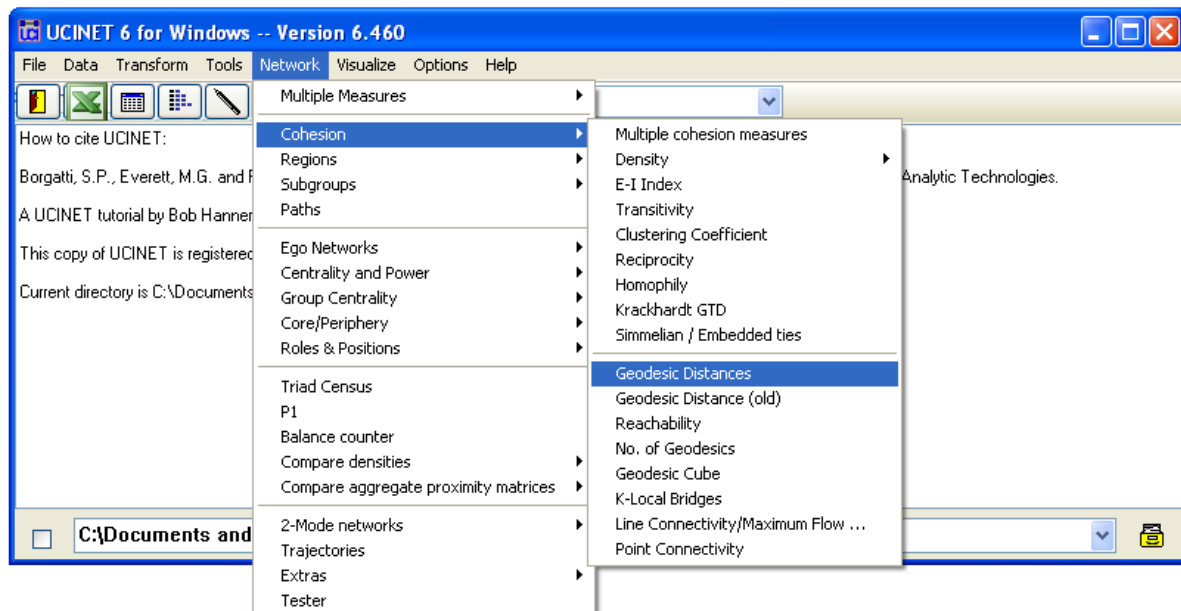 UCINET 6 for Windows -- Version 6.460
File Data Transform Tools Network Visualize Options Help
How to cite UCINET:
Borgatti, S.P., Everett, M.G. and
Analytic Technologies.
A UCINET tutorial by Bob
This copy of UCINET is
Current directory is C:\Documents
C:\Documents and
Multiple Measures
Cohesion
Regions
Subgroups
Paths
Ego Networks
Centrality and Power
Group Centrality
Core/Periphery
Roles & Positions
Triad Census
P1
Balance counter
Compare densities
Compare aggregate proximity matrices
2-Mode networks
Trajectories
Extras
Tester
Multiple cohesion measures
Density
E-I Index
Transitivity
Clustering Coefficient
Reciprocity
Homophily
Krackhardt GTD
Simmelian / Embedded ties
Geodesic Distances
Geodesic Distance (old)
Reachability
No. of Geodesics
Geodesic Cube
K-Local Bridges
Line Connectivity/Maximum Flow ...
Point Connectivity